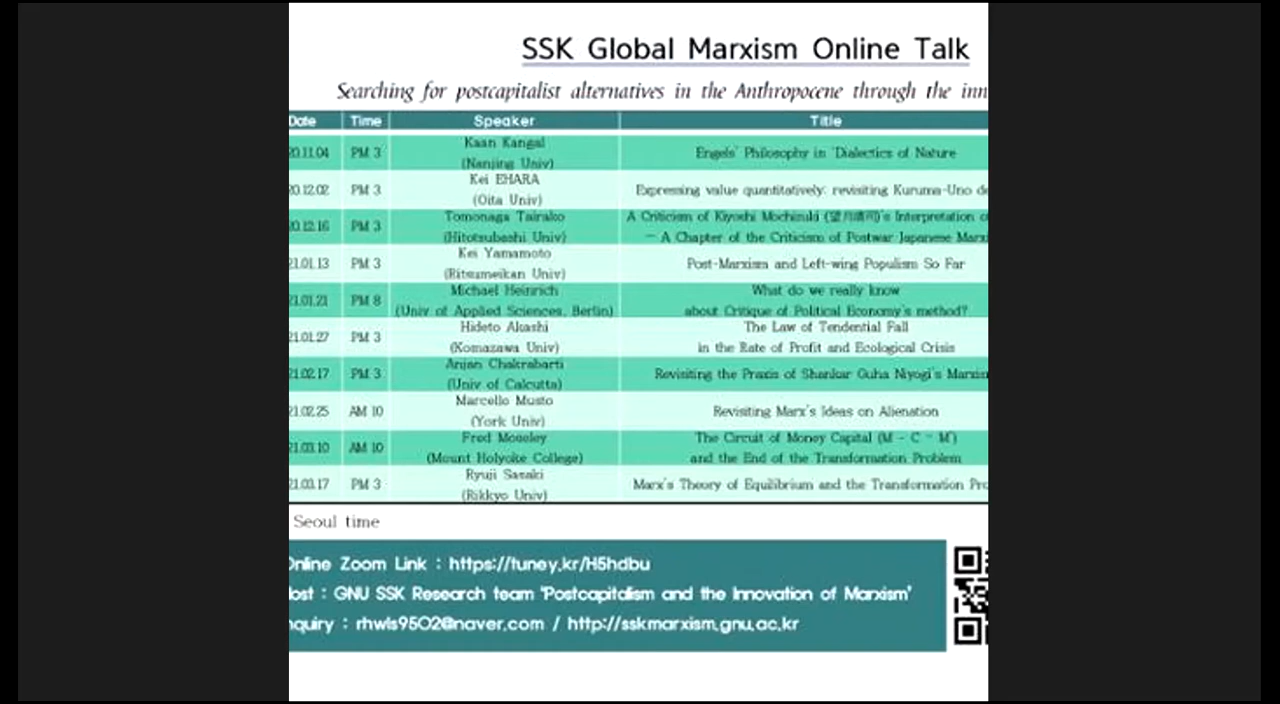 SSK Global Marxism Online Talk
Searching for postcapitalist alternatives in the Anthropocene through the inn
Date Time Speaker Title
20.11.04 PM 3 Kaan Kangal (Nanjing Univ) Engels' Philosophy in 'Dialectics of Nature
20.12.02 PM 3 Kei EHARA (Oita Univ) Expressing value quantitatively: revisiting Kuruma-Uno de
20.12.16 PM 3 Tomonaga Tairako (Hitotsubashi Univ) A Criticism of Kiyoshi Mochizuki (望月清司)'s Interpretation o
— A Chapter of the Criticism of Postwar Japanese Marx
21.01.13 PM 3 Kei Yamamoto (Ritsumeikan Univ) Post-Marxism and Left-wing Populism So Far
21.01.21 PM 8 Michael Heinrich (Univ of Applied Sciences, Berlin) What do we really know
about Critique of Political Economy's method?
21.01.27 PM 3 Hideto Akashi (Komazawa Univ) The Law of Tendential Fall
in the Rate of Profit and Ecological Crisis
21.02.17 PM 3 Anjan Chakrabarti (Univ of Calcutta) Revisiting the Praxis of Shankar Guha Niyogi's Marxis
21.02.25 AM 10 Marcello Musto (York Univ) Revisiting Marx's Ideas on Alienation
21.03.10 AM 10 Fred Moseley (Mount Holyoke College) The Circuit of Money Capital (M - C - M')
and the End of the Transformation Problem
21.03.17 PM 3 Ryuji Sasaki (Rikkyo Univ) Marx's Theory of Equilibrium and the Transformation Pro
Seoul time
Online Zoom Link : https://tuney.kr/H5hdbu
Host : GNU SSK Research team 'Postcapitalism and the Innovation of Marxism'
nquiry : rhwls9502@naver.com / http://sskmarxism.gnu.ac.kr